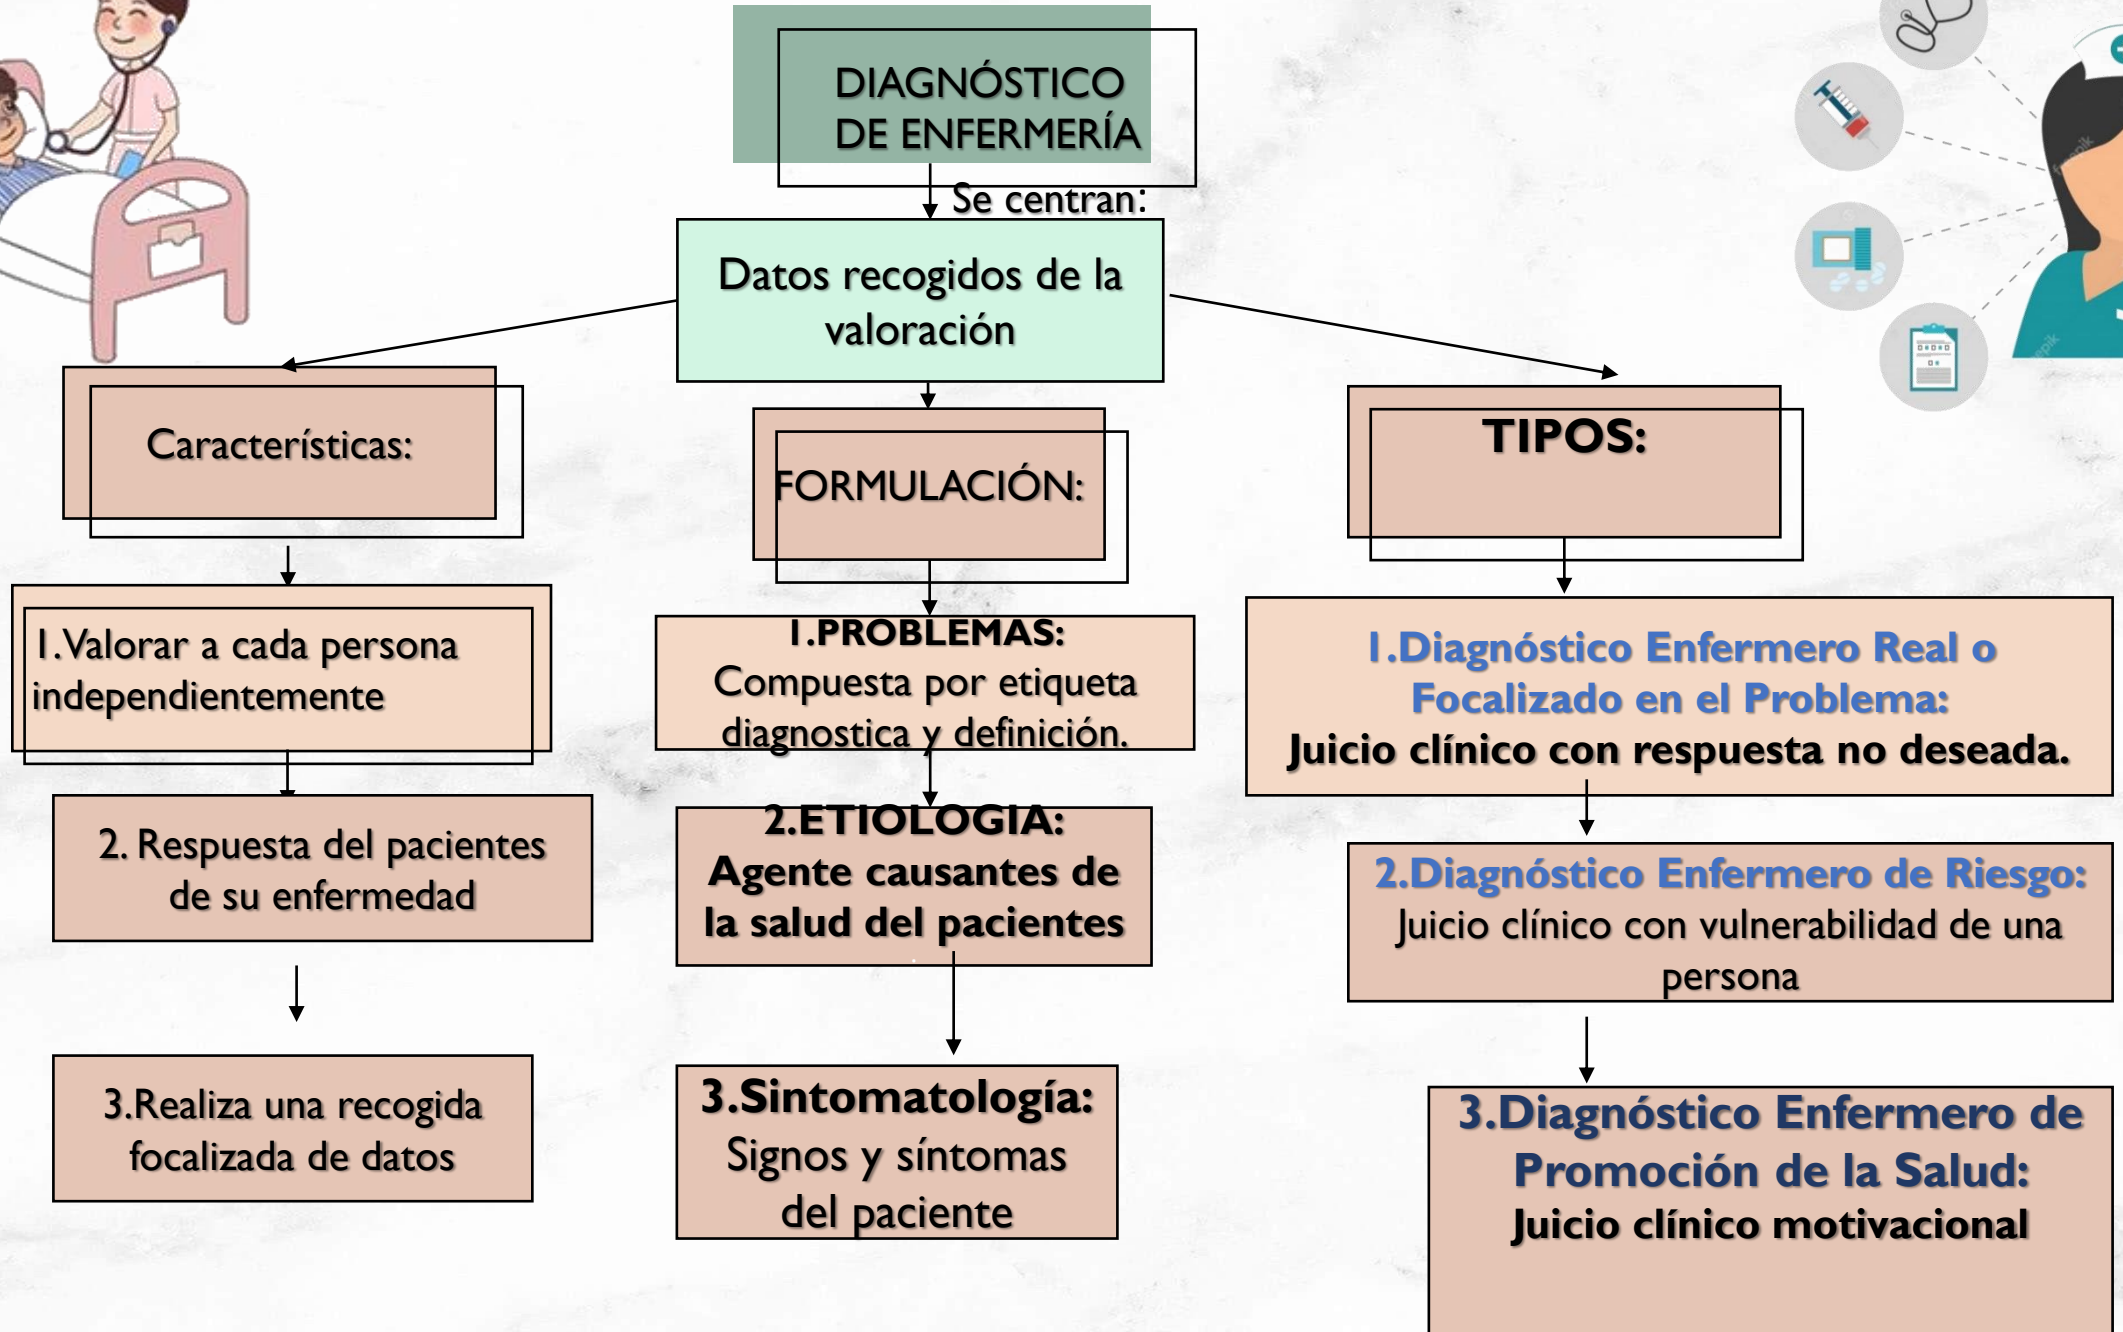 DIAGNÓSTICO
DE ENFERMERÍA
Se centran:
Datos recogidos de la
valoración
Características:
1.Valorar a cada persona
independientemente
2. Respuesta del pacientes
de su enfermedad
3.Realiza una recogida
focalizada de datos
FORMULACIÓN:
1.PROBLEMAS:
Compuesta por etiqueta
diagnostica y definición.
2.ETIOLOGIA:
Agente causantes de
la salud del pacientes
3.Sintomatología:
Signos y síntomas
del paciente
TIPOS:
1.Diagnóstico Enfermero Real o
Focalizado en el Problema:
Juicio clínico con respuesta no deseada.
2.Diagnóstico Enfermero de Riesgo:
Juicio clínico con vulnerabilidad de una
persona
3.Diagnóstico Enfermero de
Promoción de la Salud:
Juicio clínico motivacional